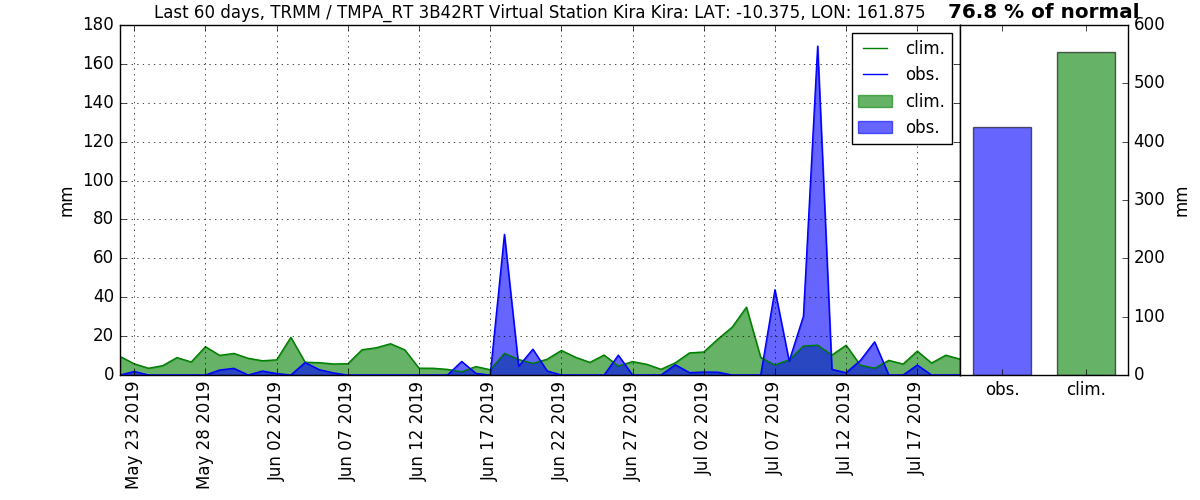 Last 60 days, TRMM / TMPA_RT 3B42RT Virtual Station Kira Kira: LAT: -10.375, LON: 161.875
76.8 % of normal
180
160
140
120
100
80
60
40
20
0
mm
clim.
obs.
clim.
obs.
May 23 2019
May 28 2019
Jun 02 2019
Jun 07 2019
Jun 12 2019
Jun 17 2019
Jun 22 2019
Jun 27 2019
Jul 02 2019
Jul 07 2019
Jul 12 2019
Jul 17 2019
600
500
400
300
200
100
0
mm
obs.
clim.